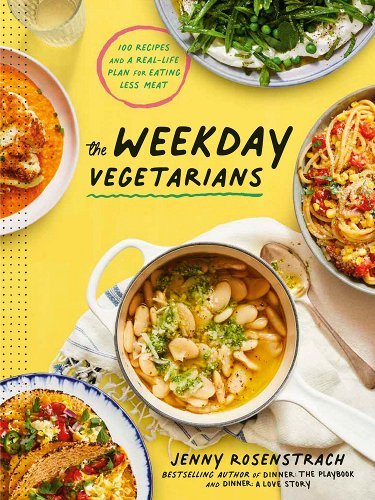 100 RECIPES
AND A REAL-LIFE
PLAN FOR EATING
LESS MEAT
the WEEKDAY
VEGETARIANS
JENNY ROSENSTRACH
BESTSELLING AUTHOR OF DINNER: THE PLAYBOOK
AND DINNER: A LOVE STORY